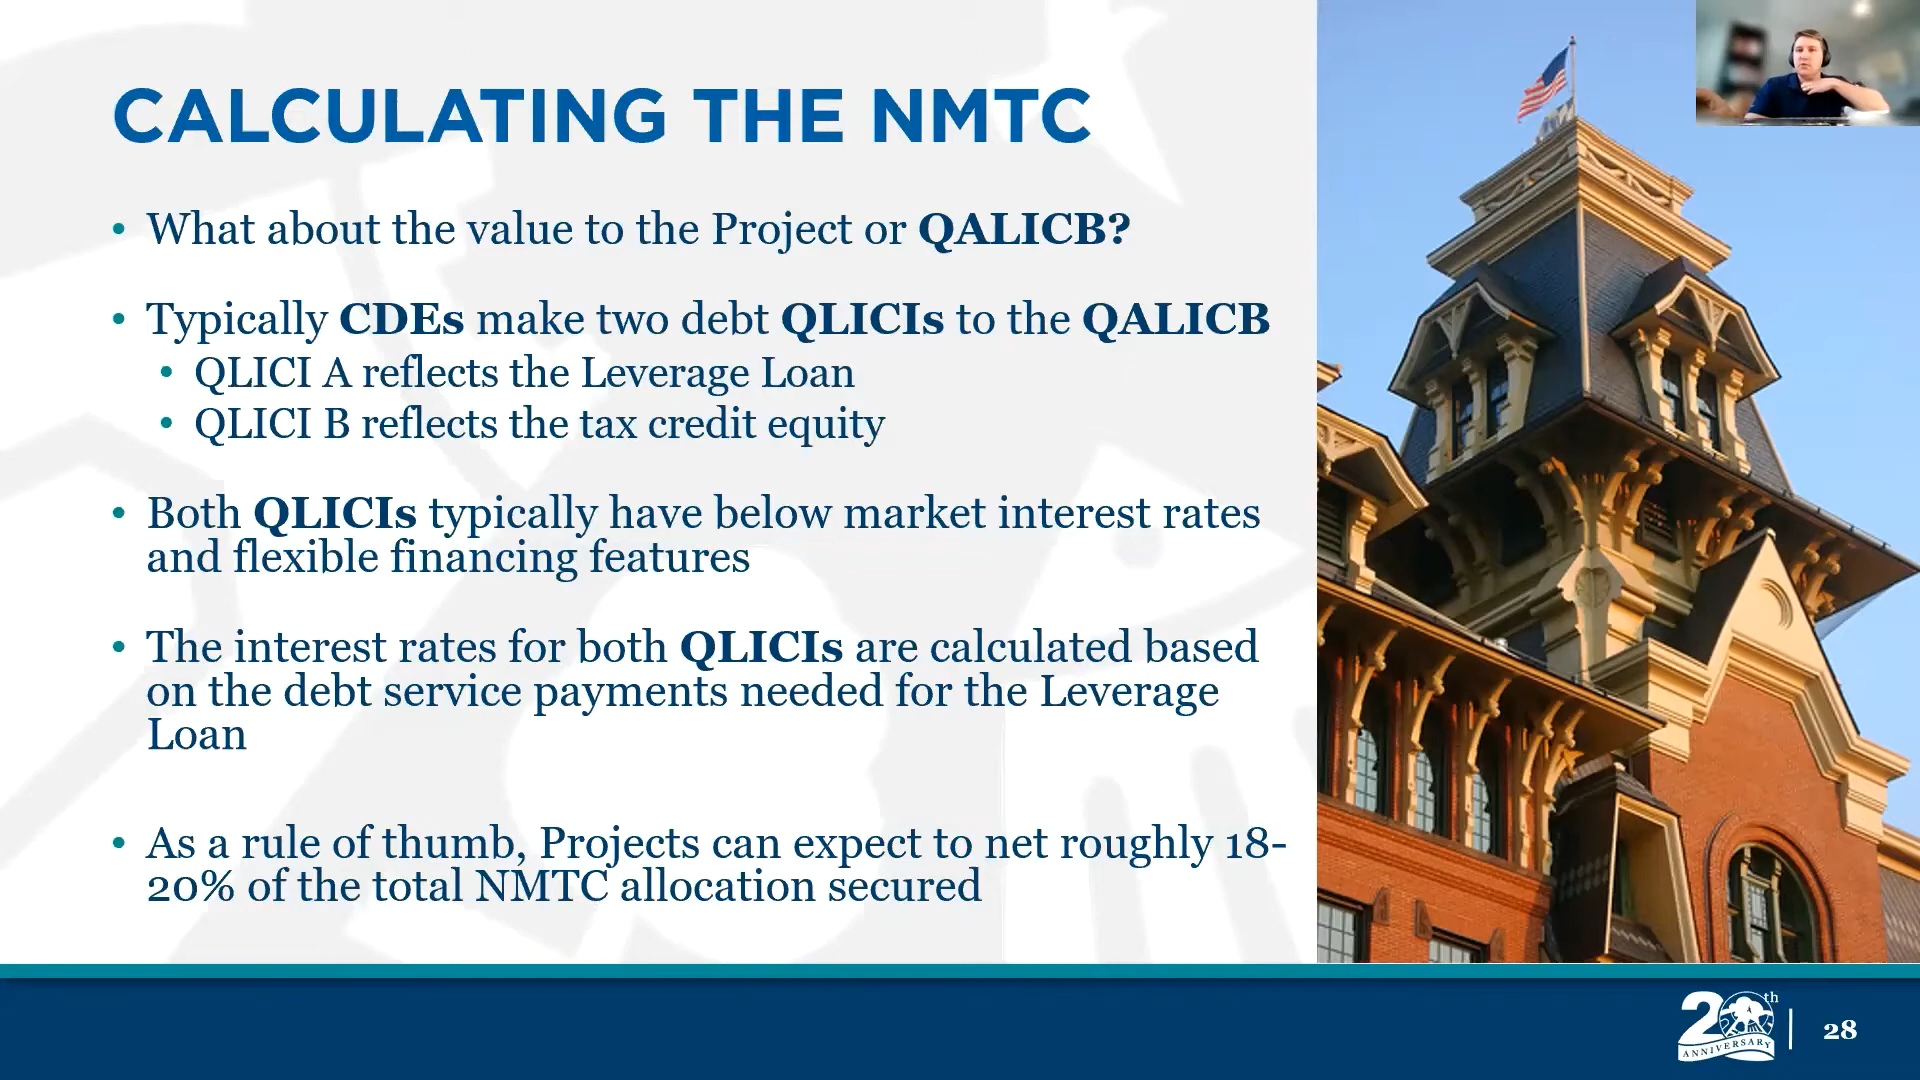 CALCULATING THE NMTC
• What about the value to the Project or QALICB?
• Typically CDEs make two debt QLICIs to the QALICB
• QLICI A reflects the Leverage Loan
• QLICI B reflects the tax credit equity
• Both QLICIs typically have below market interest rates
and flexible financing features
• The interest rates for both QLICIs are calculated based
on the debt service payments needed for the Leverage
Loan
• As a rule of thumb, Projects can expect to net roughly 18-
20% of the total NMTC allocation secured
20th
ANNIVERSARY
28